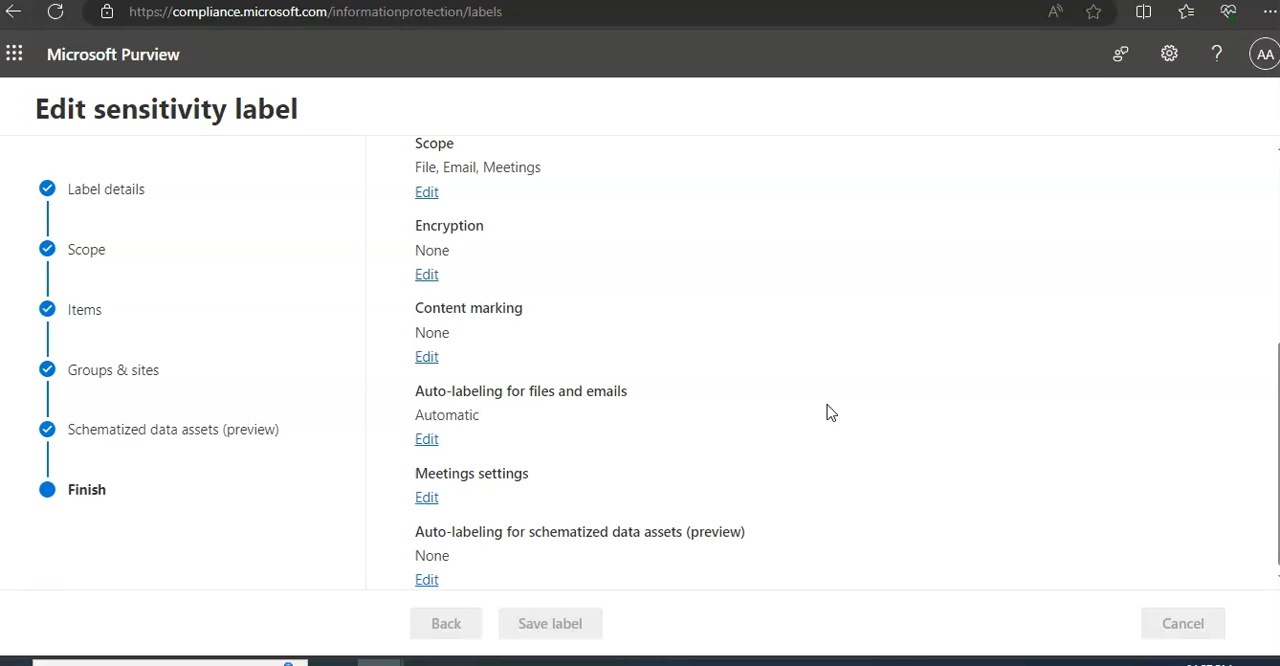 https://compliance.microsoft.com/informationprotection/labels
Microsoft Purview
AA
Edit sensitivity label
Label details
Scope
Items
Groups & sites
Schematized data assets (preview)
Finish
Scope
File, Email, Meetings
Edit
Encryption
None
Edit
Content marking
None
Edit
Auto-labeling for files and emails
Automatic
Edit
Meetings settings
Edit
Auto-labeling for schematized data assets (preview)
None
Edit
Back
Save label
Cancel